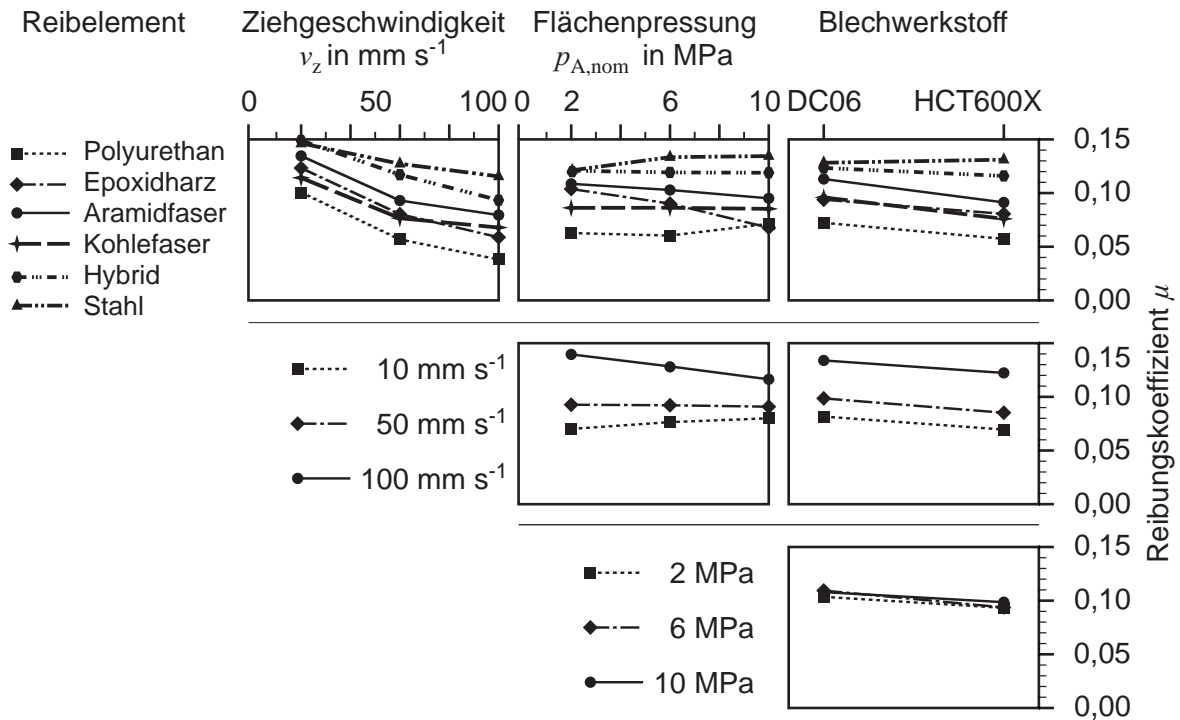 Reibelement Ziehgeschwindigkeit Flächenpressung Blechwerkstoff
v_z in mm s⁻¹ p_A,nom in MPa
0 50 100 0 2 6 10 DC06 HCT600X
0,15
Polyurethan
Epoxidharz
0,10
Aramidfaser
Kohlefaser
0,05
Hybrid
Stahl
0,00
Reibungskoeffizient μ
0,15
10 mm s⁻¹
0,10
50 mm s⁻¹
0,05
100 mm s⁻¹
0,00
0,15
2 MPa
0,10
6 MPa
0,05
10 MPa
0,00